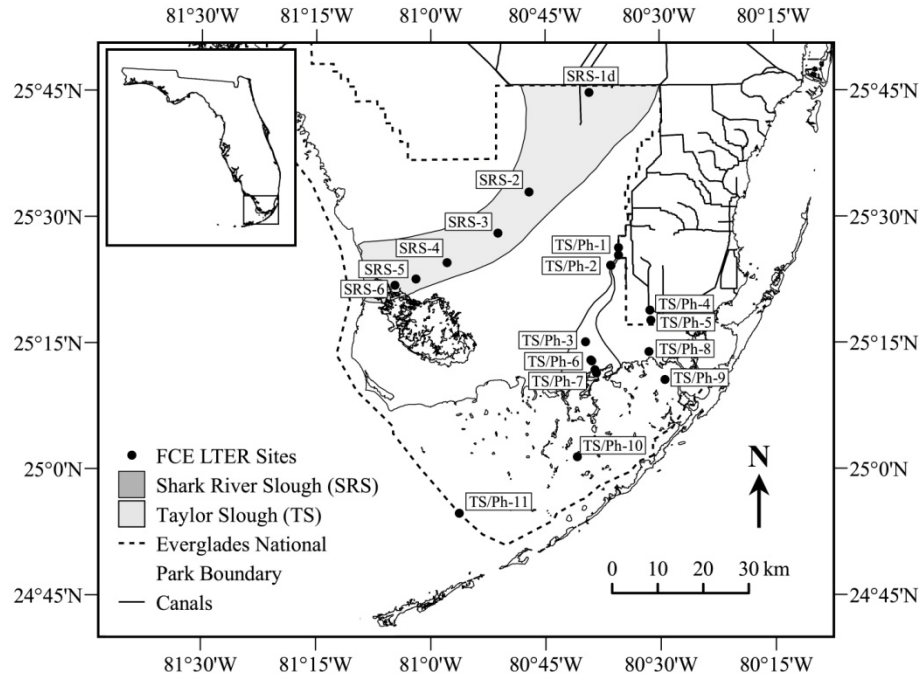 81°30'W 81°15'W 81°00'W 80°45'W 80°30'W 80°15'W
25°45'N
25°45'N
SRS-1d
SRS-2
25°30'N
25°30'N
SRS-3
SRS-4
SRS-5
SRS-6
TS/Ph-1
TS/Ph-2
TS/Ph-4
TS/Ph-5
25°15'N
25°15'N
TS/Ph-3
TS/Ph-8
TS/Ph-6
TS/Ph-7
TS/Ph-9
TS/Ph-10
TS/Ph-11
25°0'N
25°0'N
FCE LTER Sites
Shark River Slough (SRS)
Taylor Slough (TS)
Everglades National
Park Boundary
Canals
N
0 10 20 30 km
24°45'N
24°45'N
81°30'W 81°15'W 81°00'W 80°45'W 80°30'W 80°15'W